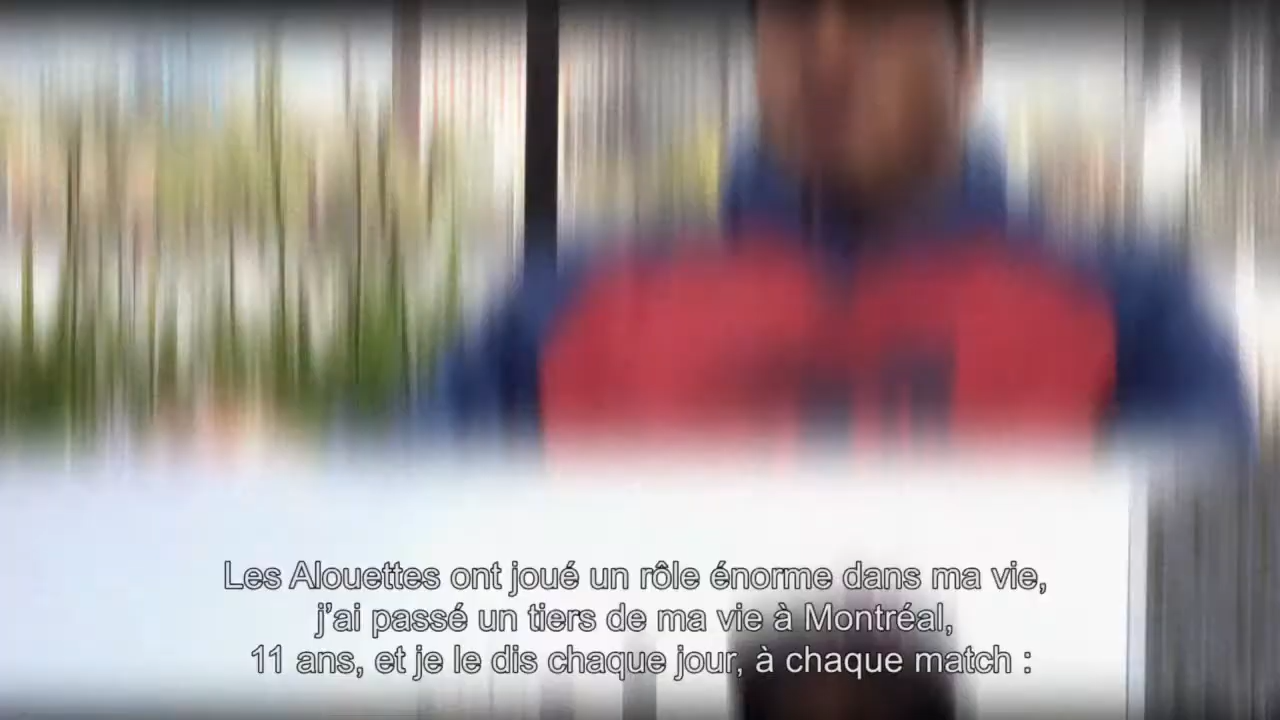 Les Alouettes ont joué un rôle énorme dans ma vie,
j'ai passé un tiers de ma vie à Montréal,
11 ans, et je le dis chaque jour, à chaque match :